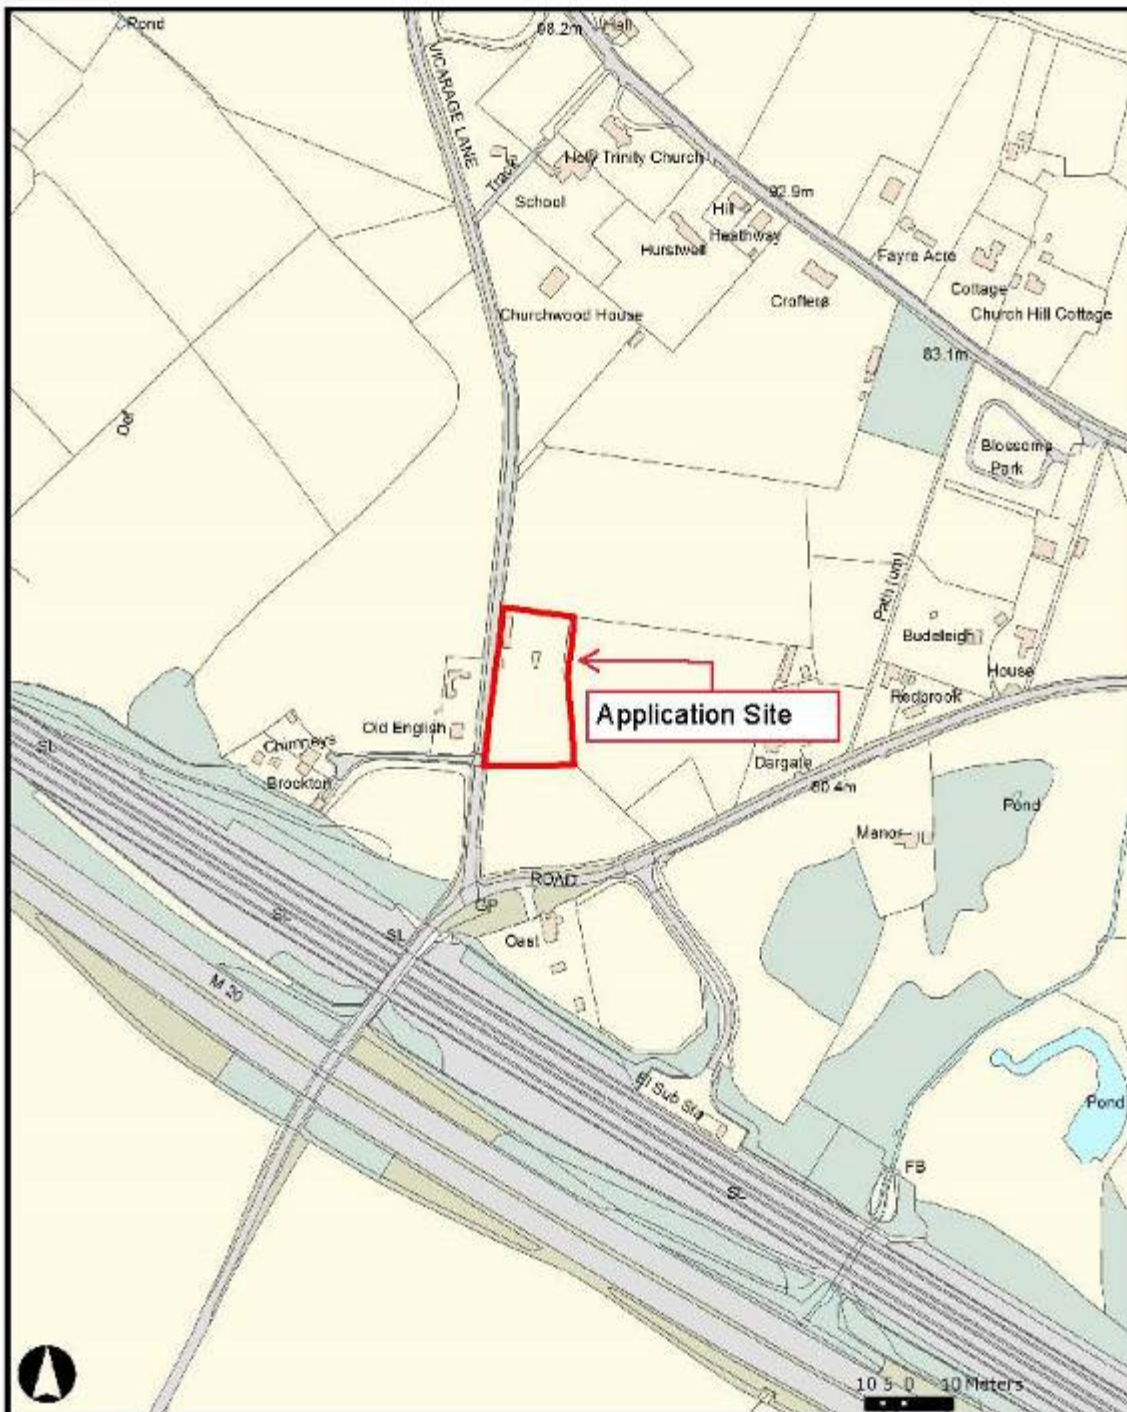 Pond
98.2m
Hall
VICARAGE LANE
Track
Holy Trinity Church
School
92.9m
Hill
Heathway
Hurstwell
Fayre Acre
Crofters
Cottage
Church Hill Cottage
Churchwood House
83.1m
Def
Blossoms
Park
Path (um)
Budeleigh
House
Redbrook
Application Site
Old English
Chimneys
SL
Brockton
Dargate
80.4m
Pond
Manor
ROAD
GP
SL
SL
Oast
M 20
El Sub Sta
Pond
FB
SL
10 5 0 10 Meters